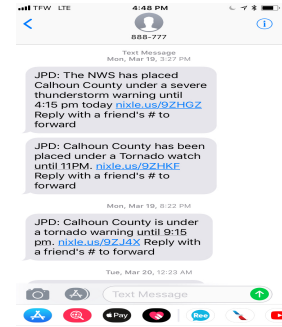 TFW LTE 4:48 PM
888-777
Text Message
Mon, Mar 19, 3:27 PM
JPD: The NWS has placed
Calhoun County under a severe
thunderstorm warning until
4:15 pm today nixle.us/9ZHGZ
Reply with a friend's # to
forward
JPD: Calhoun County has been
placed under a Tornado watch
until 11PM. nixle.us/9ZHKF
Reply with a friend's # to
forward
Mon, Mar 19, 8:22 PM
JPD: Calhoun County is under
a tornado warning until 9:15
pm. nixle.us/9ZJ4X Reply with
a friend's # to forward
Tue, Mar 20, 12:23 AM
Text Message
Pay
Ree